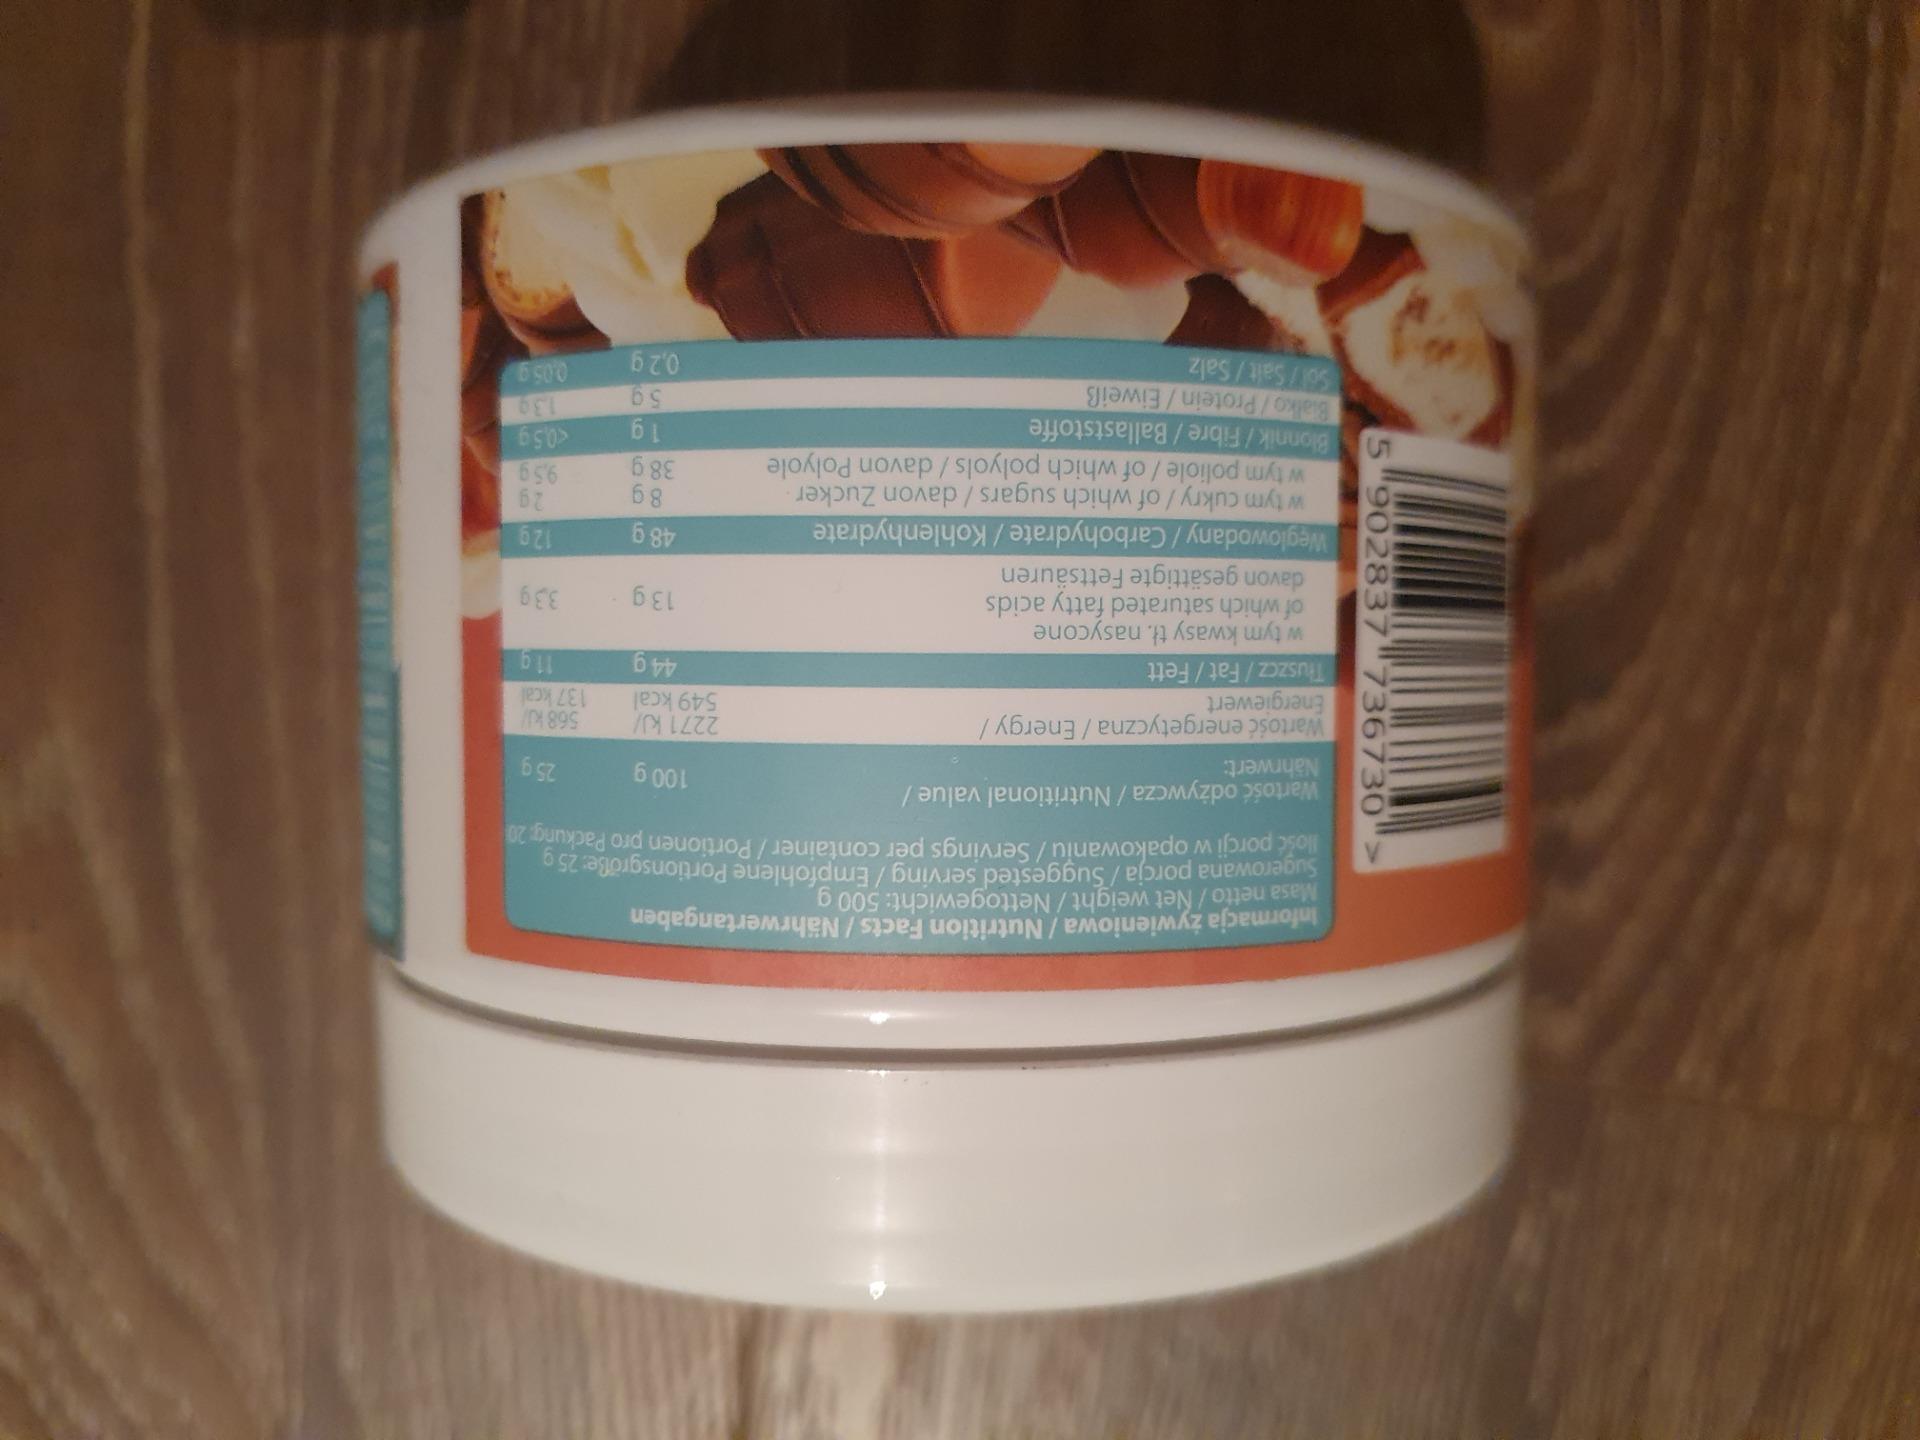 Informacja żywieniowa / Nutrition Facts / Nährwertangaben
Masa netto / Net weight / Nettogewicht: 500 g
Sugerowana porcja / Suggested serving / Empfohlene Portionsgröße: 25 g
Ilość porcji w opakowaniu / Servings per container / Portionen pro Packung: 20
Wartość odżywcza / Nutritional value /
Nährwert: 100 g 25 g
Wartość energetyczna / Energy / 2271 kJ/ 568 kJ/
Energiewert 549 kcal 137 kcal
Tłuszcz / Fat / Fett 44 g 11 g
w tym kwasy tł. nasycone
of which saturated fatty acids 13 g 3,3 g
davon gesättigte Fettsäuren
Węglowodany / Carbohydrate / Kohlenhydrate 48 g 12 g
w tym cukry / of which sugars / davon Zucker 8 g 2 g
w tym poliole / of which polyols / davon Polyole 38 g 9,5 g
Błonnik / Fibre / Ballaststoffe 1 g <0,5 g
Białko / Protein / Eiweiß 5 g 1,3 g
Sól / Salt / Salz 0,2 g 0,05 g
5 902837 736730 >